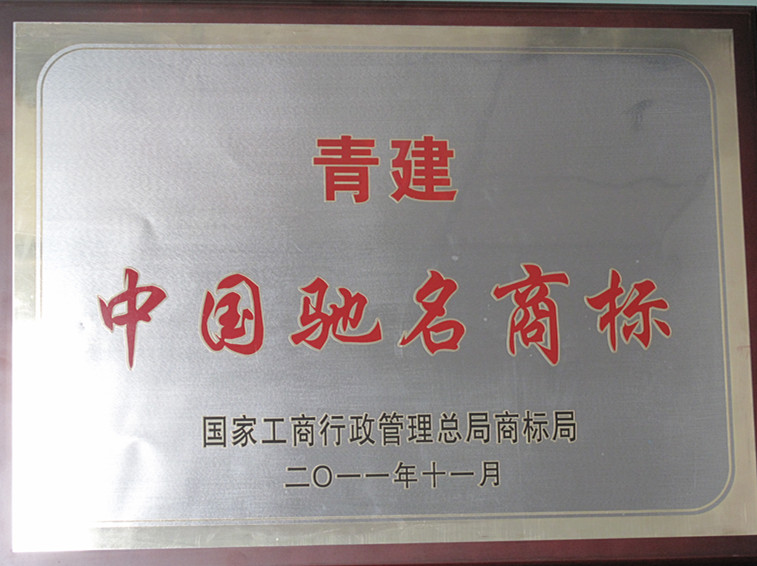 青建
中国驰名商标
国家工商行政管理总局商标局
二〇一一年十一月